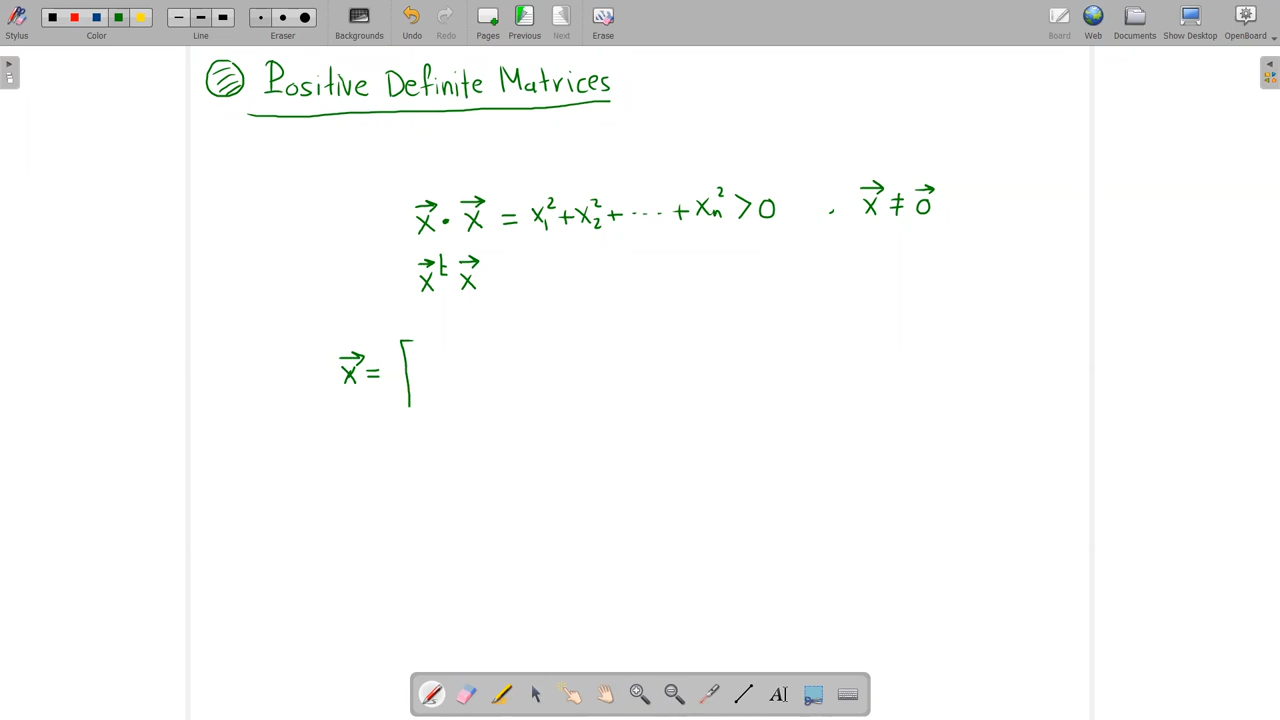 Stylus Color Line Eraser Backgrounds Undo Redo Pages Previous Next Erase Board Web Documents Show Desktop OpenBoard
Positive Definite Matrices
x⃗ · x⃗ = x₁² + x₂² + ⋯ + xₙ² > 0 , x⃗ ≠ 0⃗
x⃗ᵗ x⃗
x⃗ = [
AI